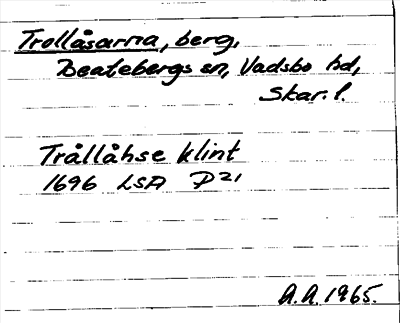 Trollåsarna, berg,
Beatebergs sn, Vadsbo hd,
Skar. l.
Trållåhse klint
1696 LSA P21
A.A. 1965.